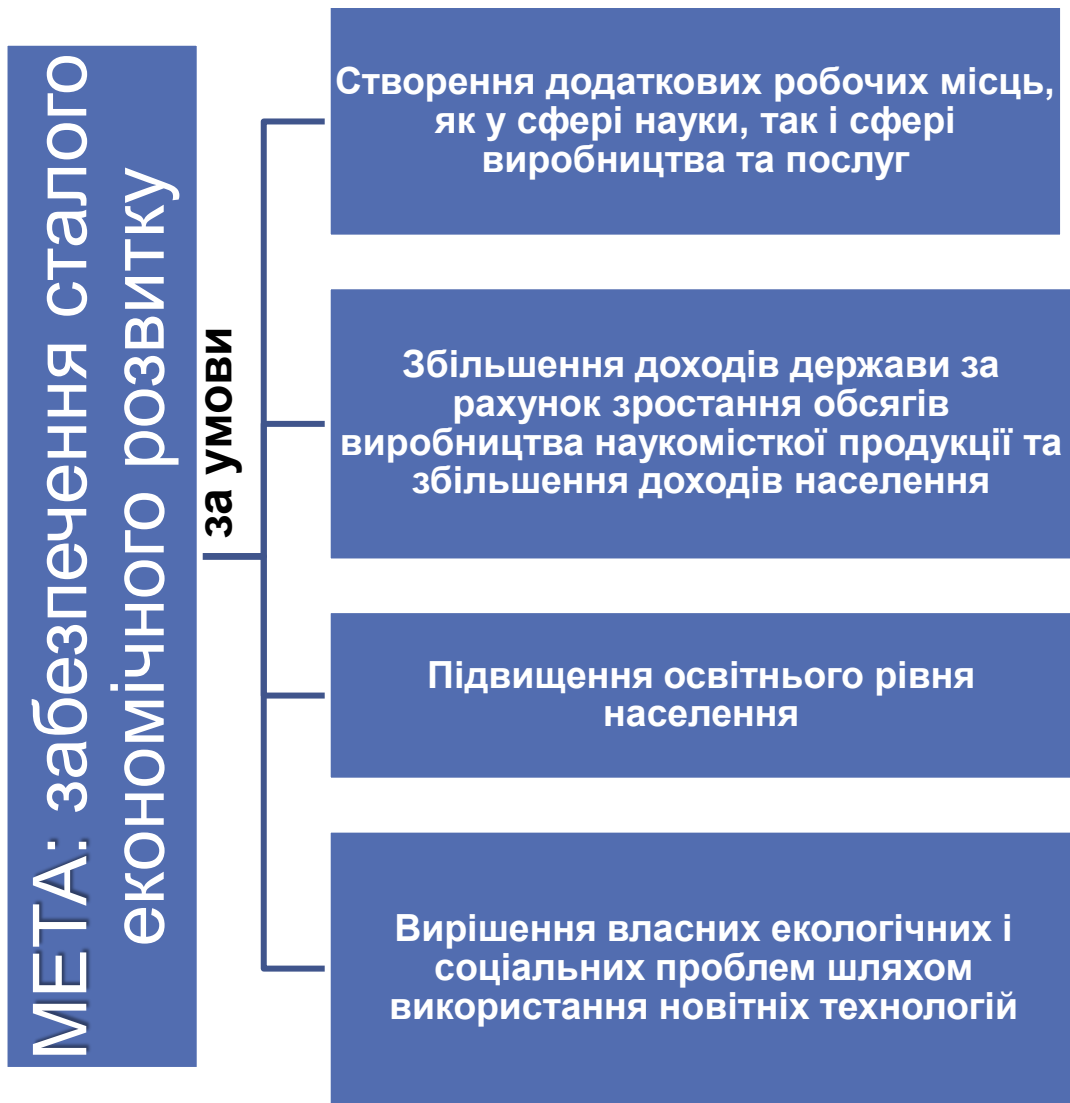 МЕТА: забезпечення сталого
економічного розвитку
за умови
Створення додаткових робочих місць,
як у сфері науки, так і сфері
виробництва та послуг
Збільшення доходів держави за
рахунок зростання обсягів
виробництва наукомісткої продукції та
збільшення доходів населення
Підвищення освітнього рівня
населення
Вирішення власних екологічних і
соціальних проблем шляхом
використання новітніх технологій